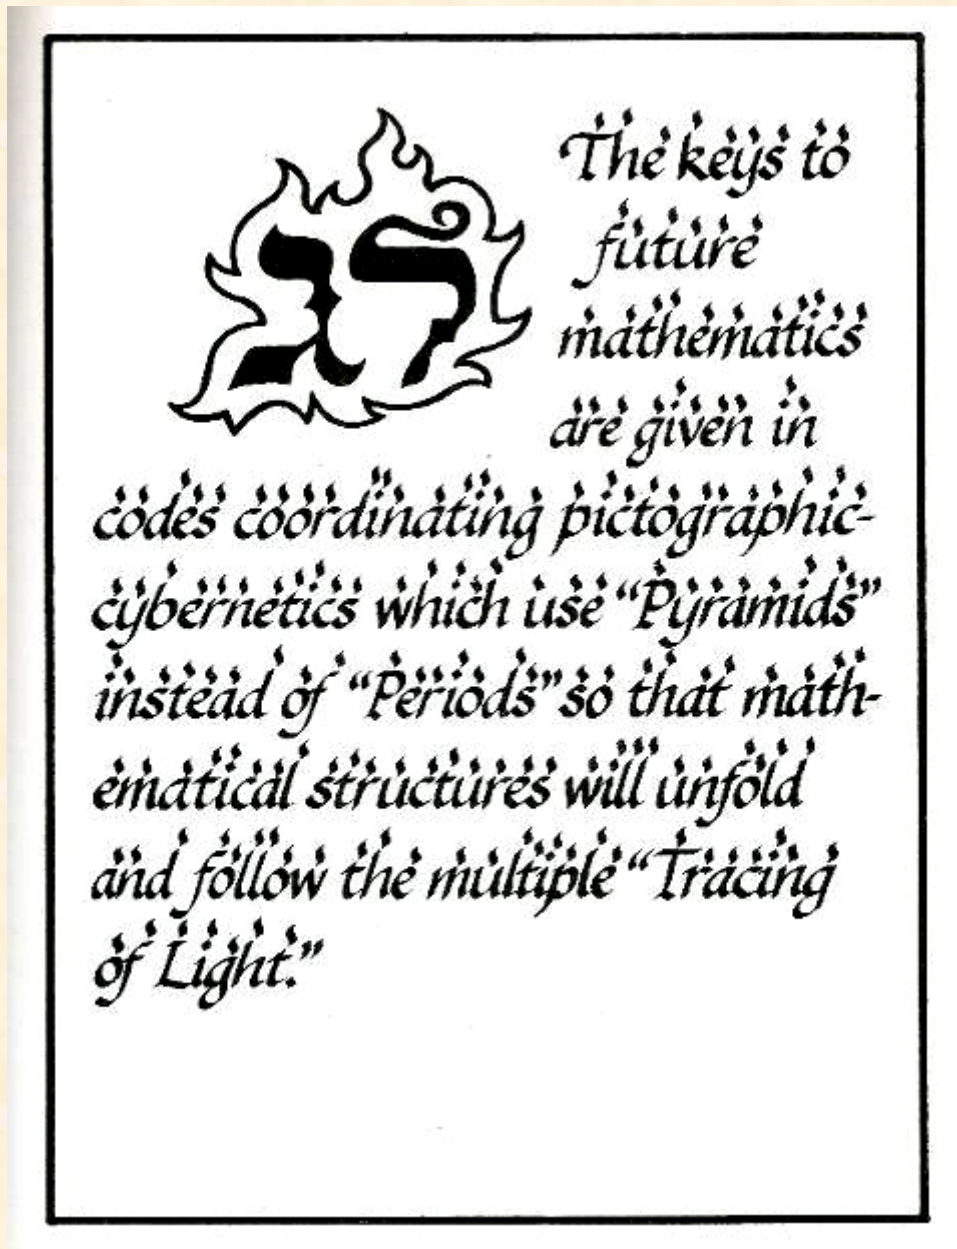 לג
The keys to
future
mathematics
are given in
codes coordinating pictographic-
cybernetics which use “Pyramids”
instead of “Periods” so that math-
ematical structures will unfold
and follow the multiple “Tracing
of Light.”